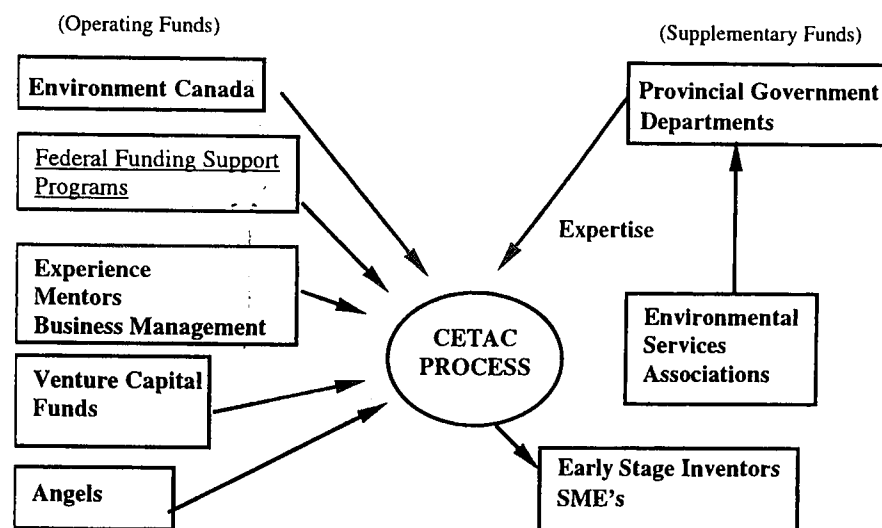 (Operating Funds)
Environment Canada
Federal Funding Support
Programs
Experience
Mentors
Business Management
Venture Capital
Funds
Angels
CETAC
PROCESS
(Supplementary Funds)
Provincial Government
Departments
Expertise
Environmental
Services
Associations
Early Stage Inventors
SME's